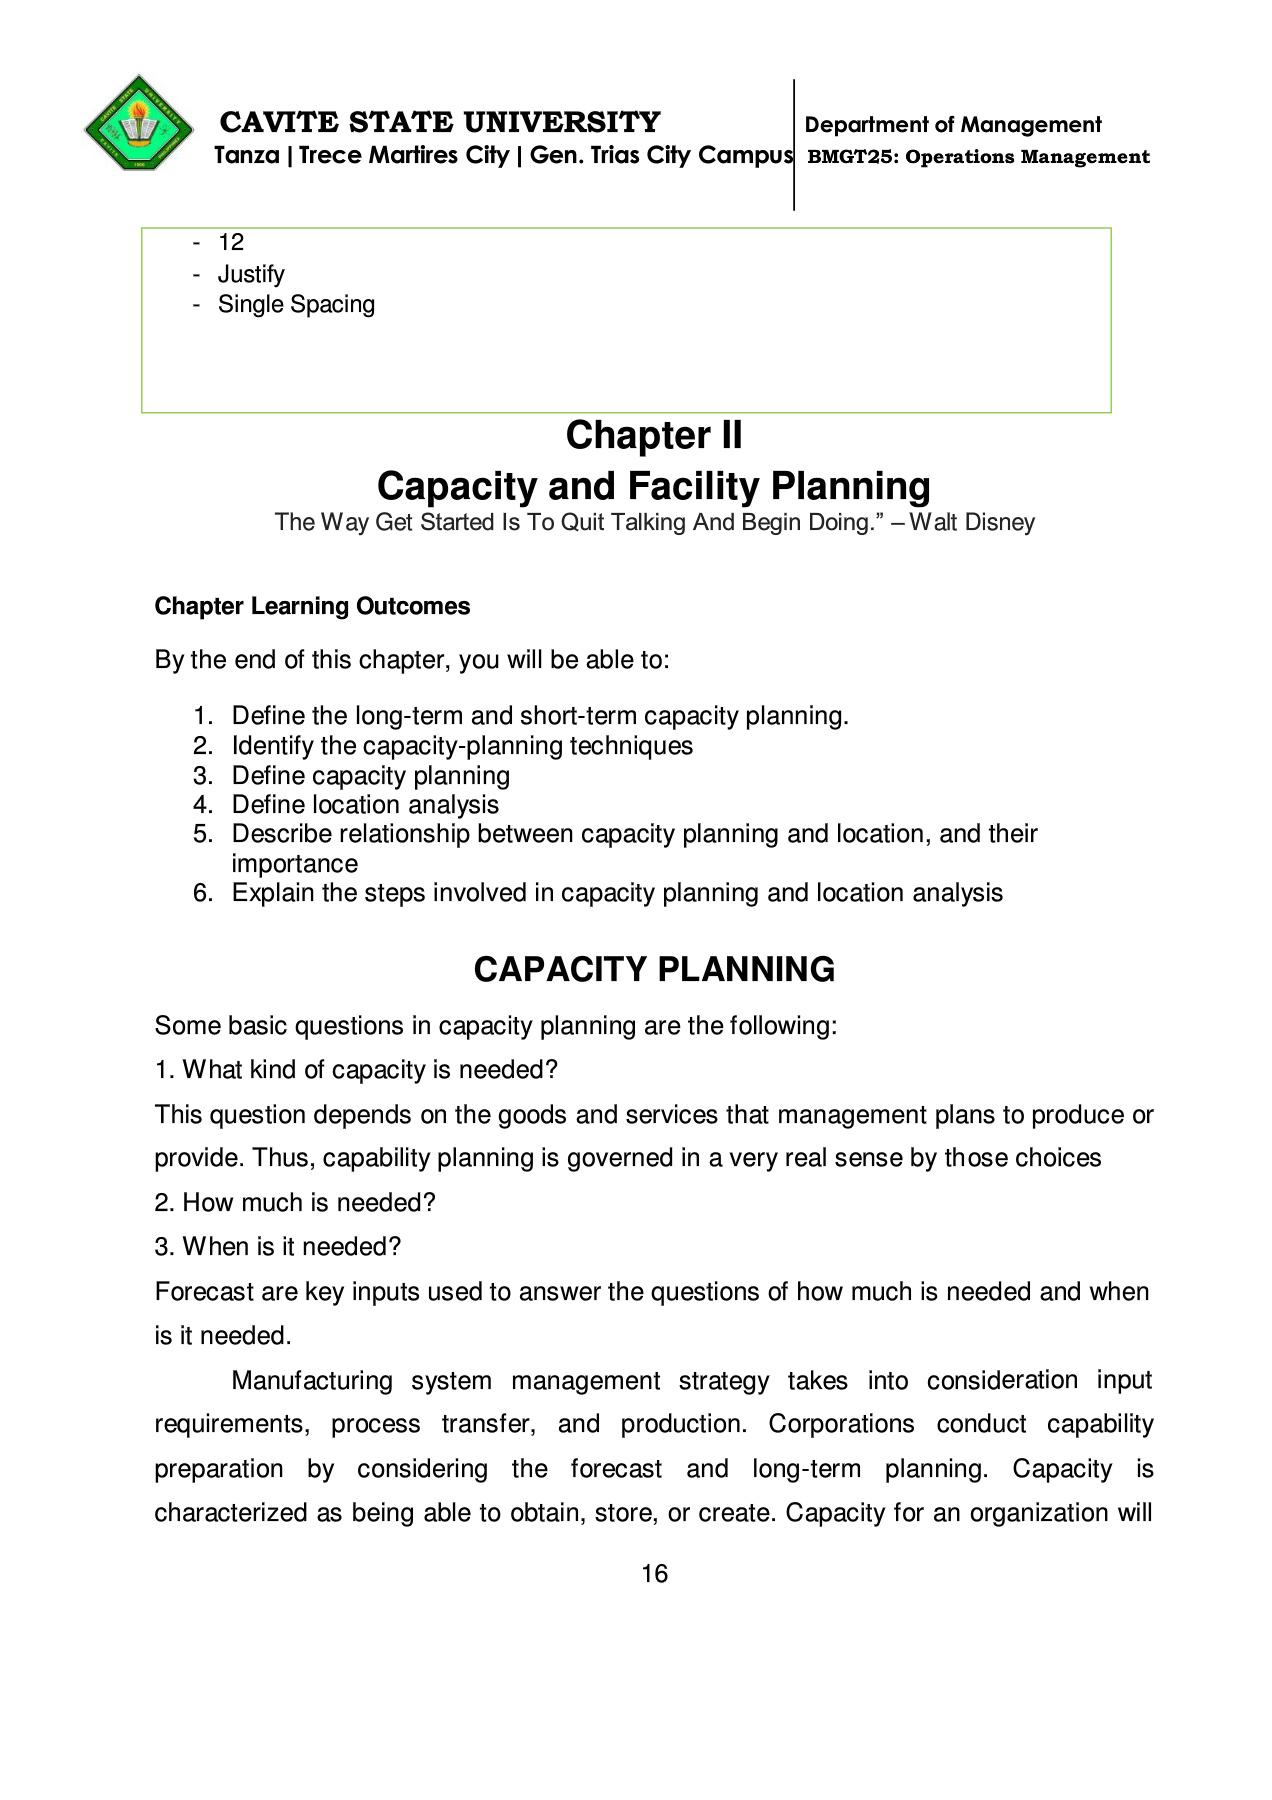 CAVITE STATE UNIVERSITY
Tanza | Trece Martires City | Gen. Trias City Campus
Department of Management
BMGT25: Operations Management
- 12
- Justify
- Single Spacing
Chapter II
Capacity and Facility Planning
The Way Get Started Is To Quit Talking And Begin Doing.” – Walt Disney
Chapter Learning Outcomes
By the end of this chapter, you will be able to:
1. Define the long-term and short-term capacity planning.
2. Identify the capacity-planning techniques
3. Define capacity planning
4. Define location analysis
5. Describe relationship between capacity planning and location, and their
importance
6. Explain the steps involved in capacity planning and location analysis
CAPACITY PLANNING
Some basic questions in capacity planning are the following:
1. What kind of capacity is needed?
This question depends on the goods and services that management plans to produce or
provide. Thus, capability planning is governed in a very real sense by those choices
2. How much is needed?
3. When is it needed?
Forecast are key inputs used to answer the questions of how much is needed and when
is it needed.
Manufacturing system management strategy takes into consideration input
requirements, process transfer, and production. Corporations conduct capability
preparation by considering the forecast and long-term planning. Capacity is
characterized as being able to obtain, store, or create. Capacity for an organization will
16